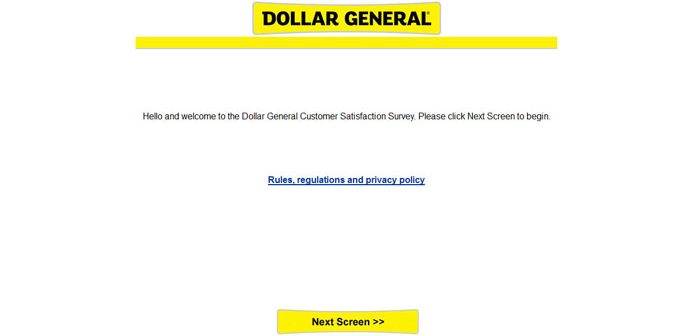 DOLLAR GENERAL
Hello and welcome to the Dollar General Customer Satisfaction Survey. Please click Next Screen to begin.
Rules, regulations and privacy policy
Next Screen >>